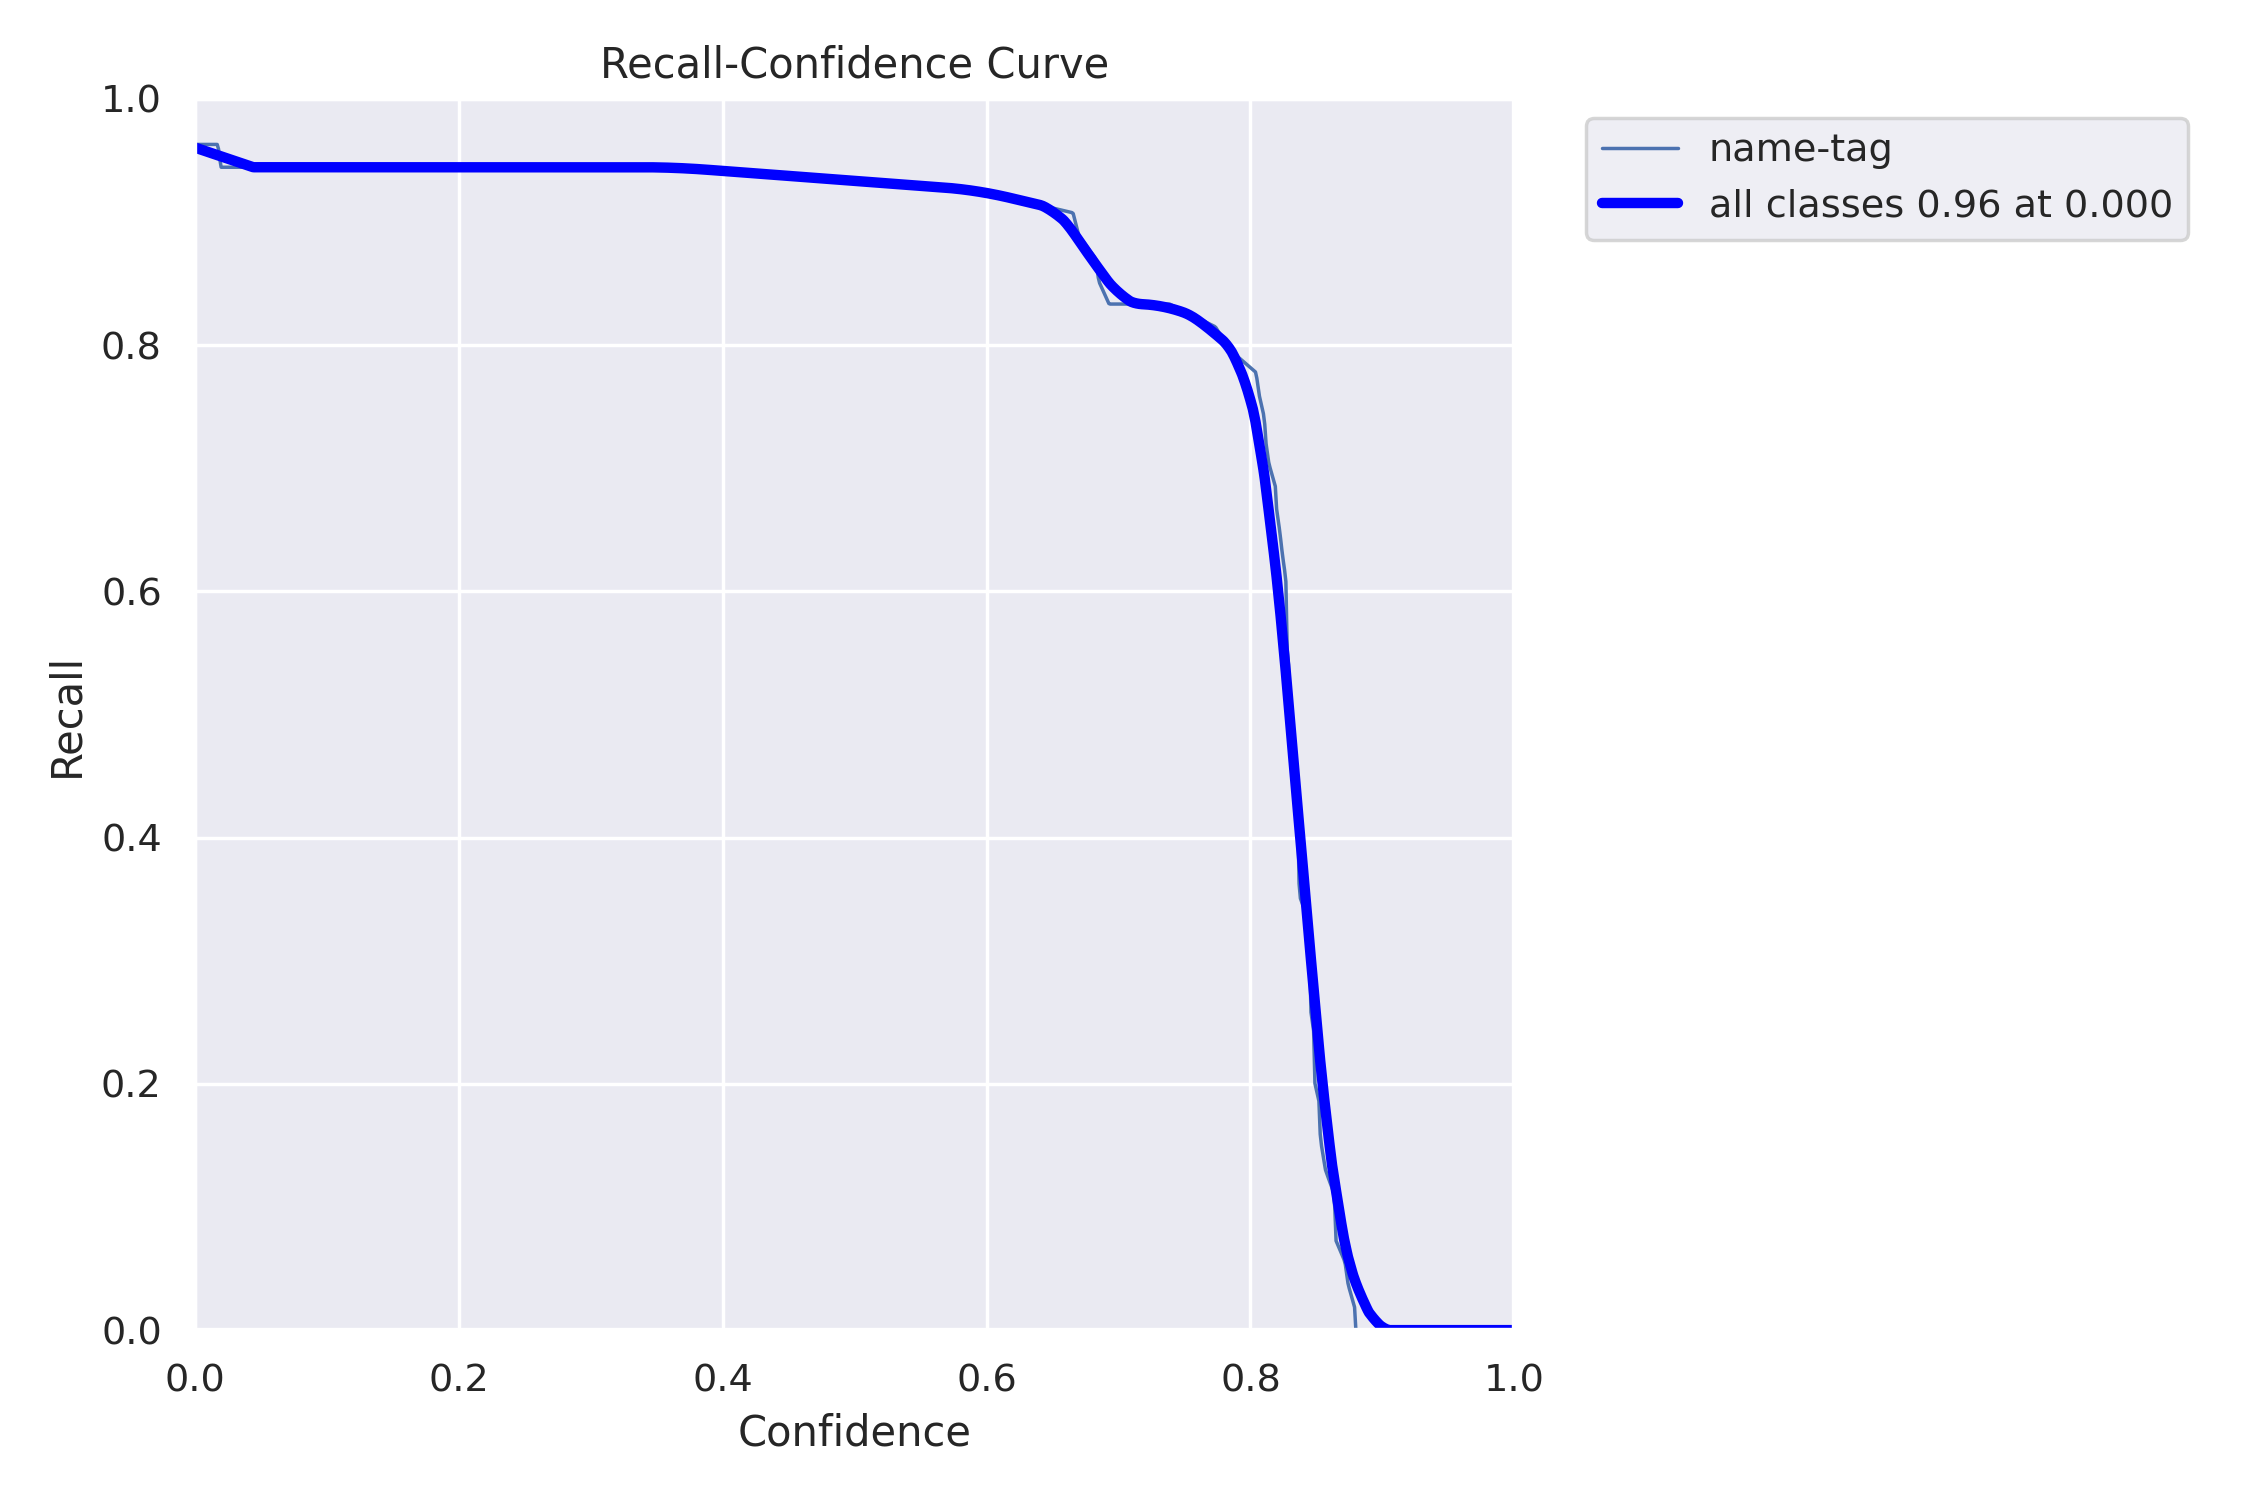 Recall-Confidence Curve
1.0
0.8
0.6
0.4
0.2
0.0
Recall
0.0 0.2 0.4 0.6 0.8 1.0
Confidence
name-tag
all classes 0.96 at 0.000